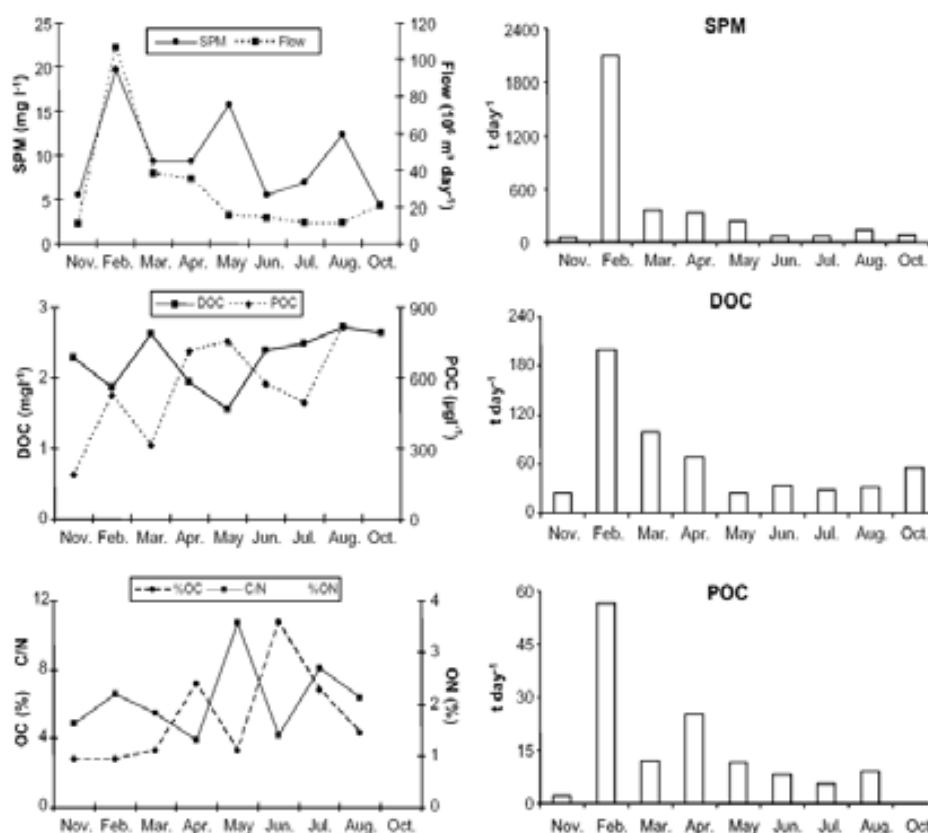 SPM Flow
SPM (mg l-1)
25
20
15
10
5
0
Flow (10⁶ m³ day-1)
120
100
80
60
40
20
0
Nov. Feb. Mar. Apr. May Jun. Jul. Aug. Oct.
SPM
t day-1
2400
1800
1200
600
0
Nov. Feb. Mar. Apr. May Jun. Jul. Aug. Oct.
DOC POC
DOC (mgl-1)
3
2
1
0
POC (µgl-1)
900
600
300
0
Nov. Feb. Mar. Apr. May Jun. Jul. Aug. Oct.
DOC
t day-1
240
180
120
60
0
Nov. Feb. Mar. Apr. May Jun. Jul. Aug. Oct.
%OC C/N %ON
OC (%) C/N
12
8
4
0
ON (%)
4
3
2
1
0
Nov. Feb. Mar. Apr. May Jun. Jul. Aug. Oct.
POC
t day-1
60
45
30
15
0
Nov. Feb. Mar. Apr. May Jun. Jul. Aug. Oct.